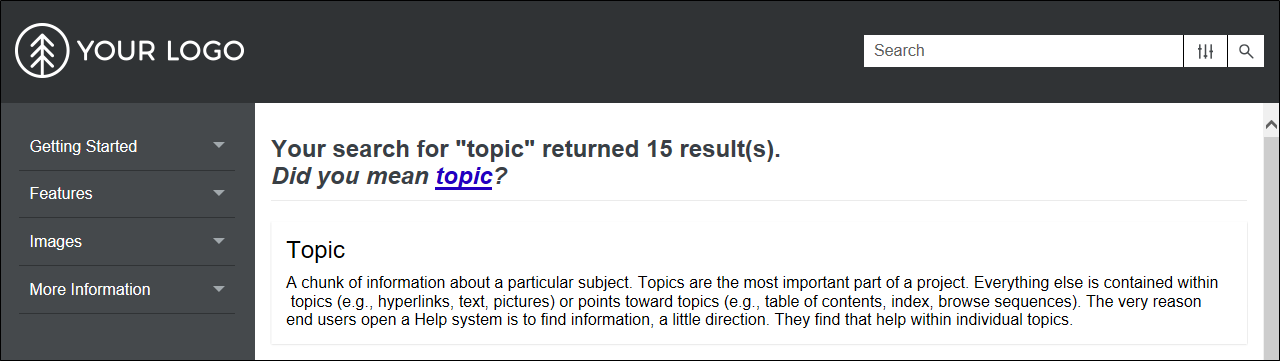 YOUR LOGO
Search
Getting Started
Features
Images
More Information
Your search for "topic" returned 15 result(s).
Did you mean topic?
Topic
A chunk of information about a particular subject. Topics are the most important part of a project. Everything else is contained within
topics (e.g., hyperlinks, text, pictures) or points toward topics (e.g., table of contents, index, browse sequences). The very reason
end users open a Help system is to find information, a little direction. They find that help within individual topics.